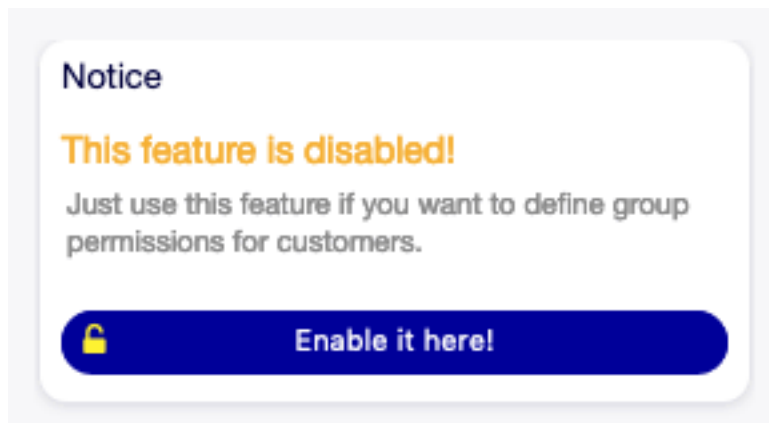 Notice
This feature is disabled!
Just use this feature if you want to define group
permissions for customers.
Enable it here!